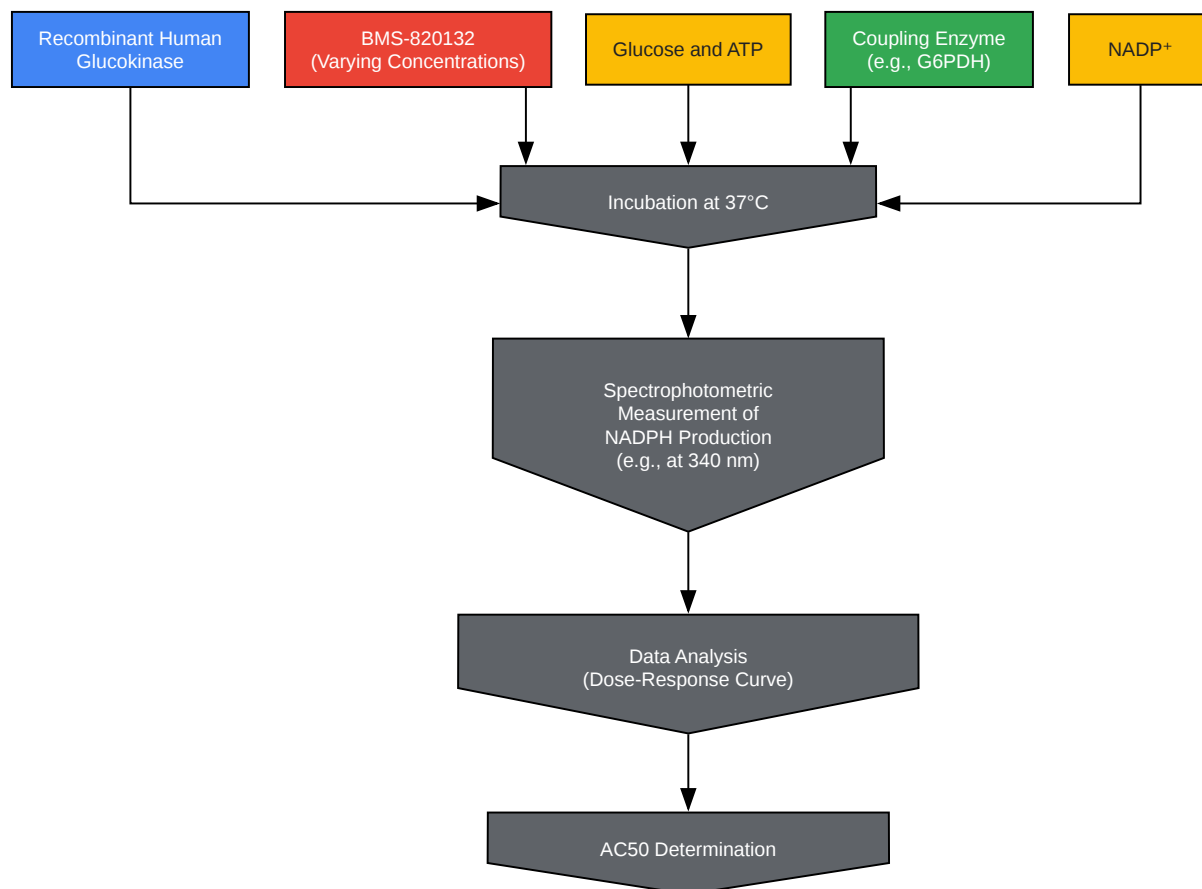 Recombinant Human
Glucokinase
BMS-820132
(Varying Concentrations)
Glucose and ATP
Coupling Enzyme
(e.g., G6PDH)
NADP⁺
Incubation at 37°C
Spectrophotometric
Measurement of
NADPH Production
(e.g., at 340 nm)
Data Analysis
(Dose-Response Curve)
AC50 Determination